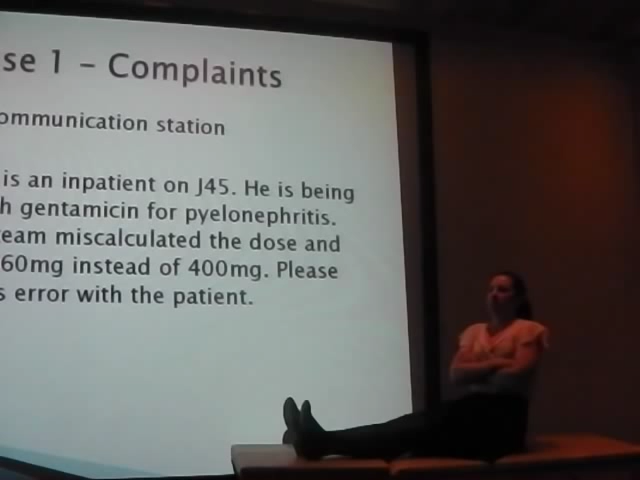 se 1 – Complaints
ommunication station
is an inpatient on J45. He is being
h gentamicin for pyelonephritis.
eam miscalculated the dose and
60mg instead of 400mg. Please
s error with the patient.